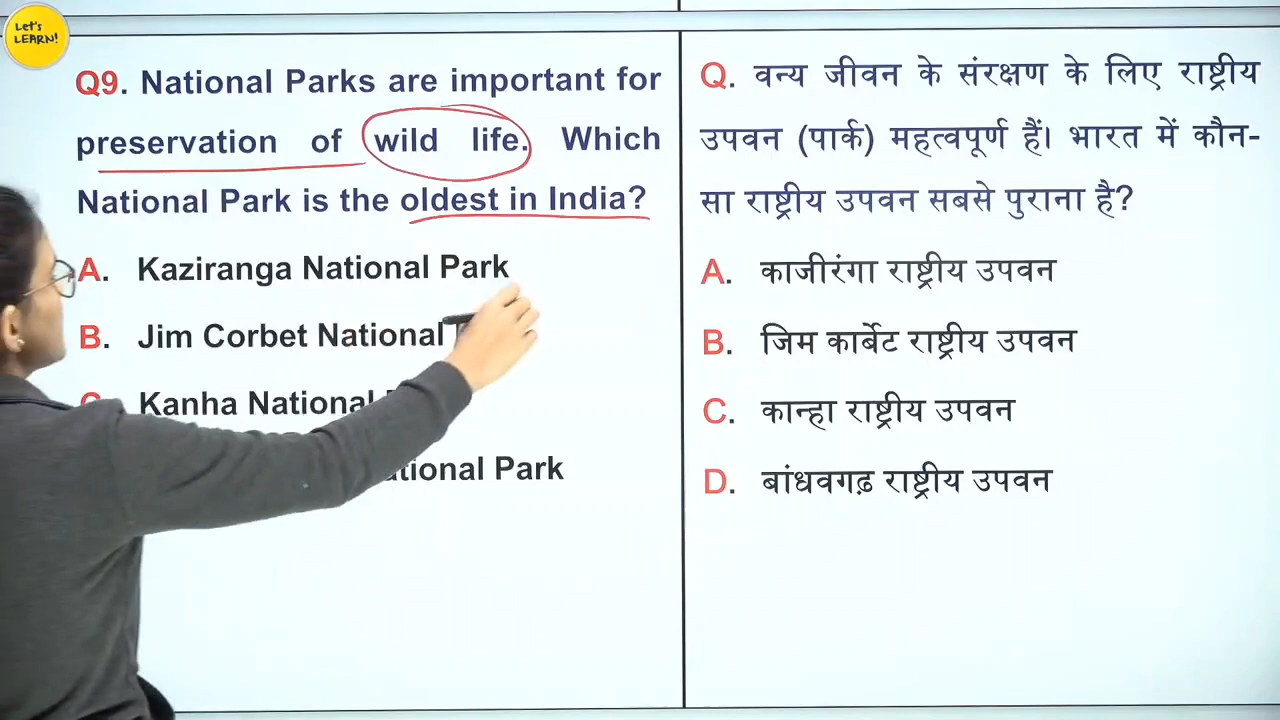 Let's
LEARN!
Q9. National Parks are important for
preservation of wild life. Which
National Park is the oldest in India?
A. Kaziranga National Park
B. Jim Corbet National
Kanha National
National Park
Q. वन्य जीवन के संरक्षण के लिए राष्ट्रीय
उपवन (पार्क) महत्वपूर्ण हैं। भारत में कौन-
सा राष्ट्रीय उपवन सबसे पुराना है?
A. काजीरंगा राष्ट्रीय उपवन
B. जिम कार्बेट राष्ट्रीय उपवन
C. कान्हा राष्ट्रीय उपवन
D. बांधवगढ़ राष्ट्रीय उपवन